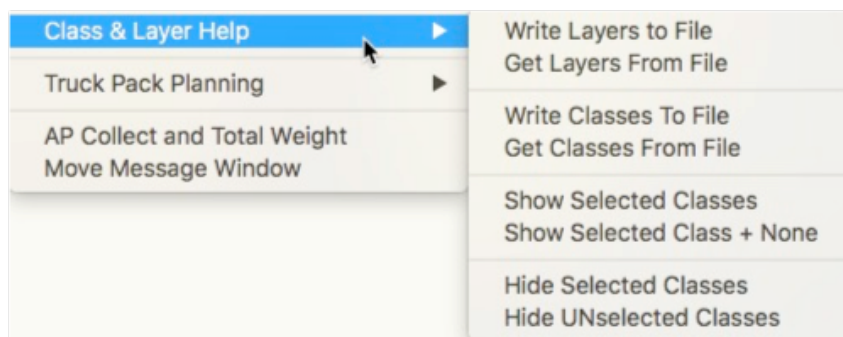 Class & Layer Help
Truck Pack Planning
AP Collect and Total Weight
Move Message Window
Write Layers to File
Get Layers From File
Write Classes To File
Get Classes From File
Show Selected Classes
Show Selected Class + None
Hide Selected Classes
Hide UNselected Classes